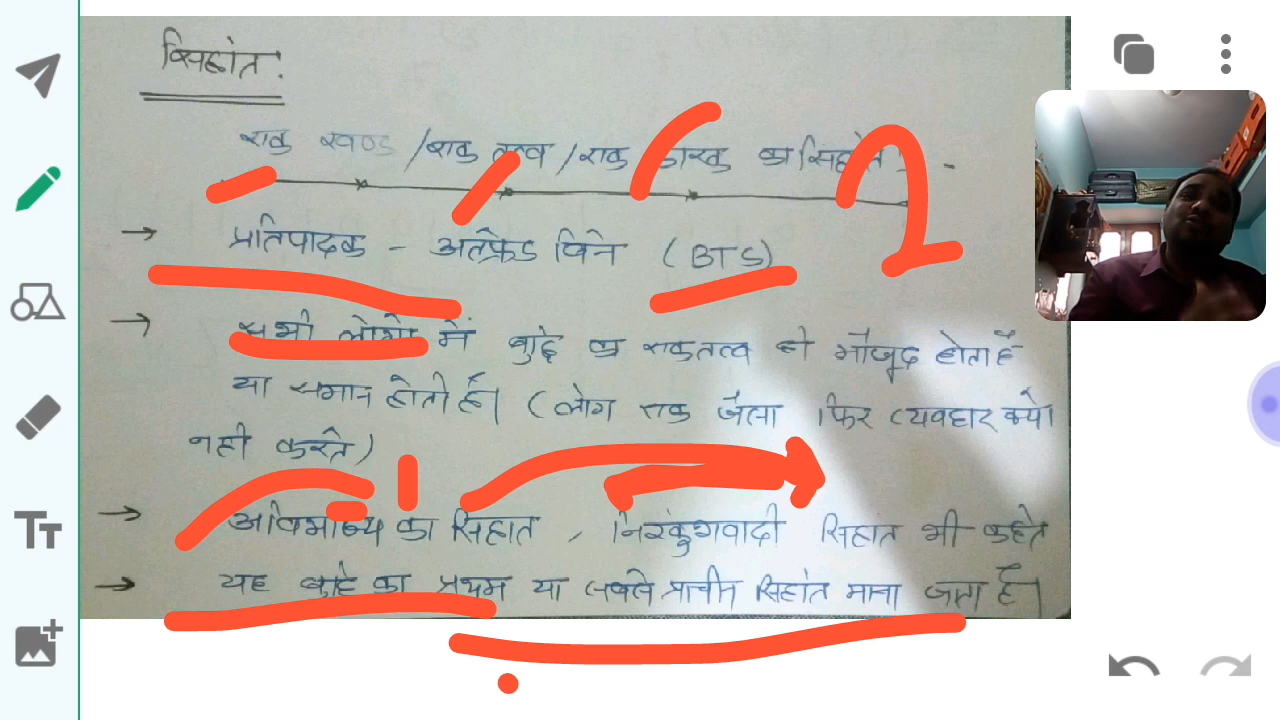 सिद्धांत :
एक खण्ड /एक तत्व /एक कारक का सिद्धांत -
→ प्रतिपादक - अल्फ्रेड बिने (BTS)
→ सभी लोगो में बुद्धि का एकतत्व ही मौजूद होता है
या समान होती है। (लोग एक जैसा फिर व्यवहार क्यो
नही करते)
→ अविभाज्य का सिद्धात , निरंकुशवादी सिद्धात भी कहते
→ यह बुद्धि का प्रथम या सबसे प्राचीन सिद्धांत माना जाता है।
TT